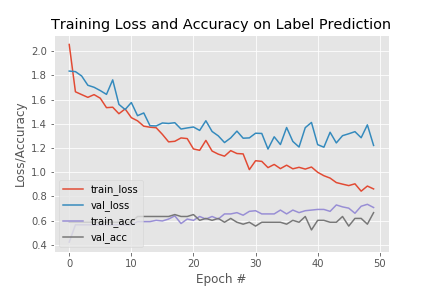 Training Loss and Accuracy on Label Prediction
2.0
1.8
1.6
1.4
1.2
1.0
0.8
0.6
0.4
Loss/Accuracy
train_loss
val_loss
train_acc
val_acc
0
10
20
30
40
50
Epoch #